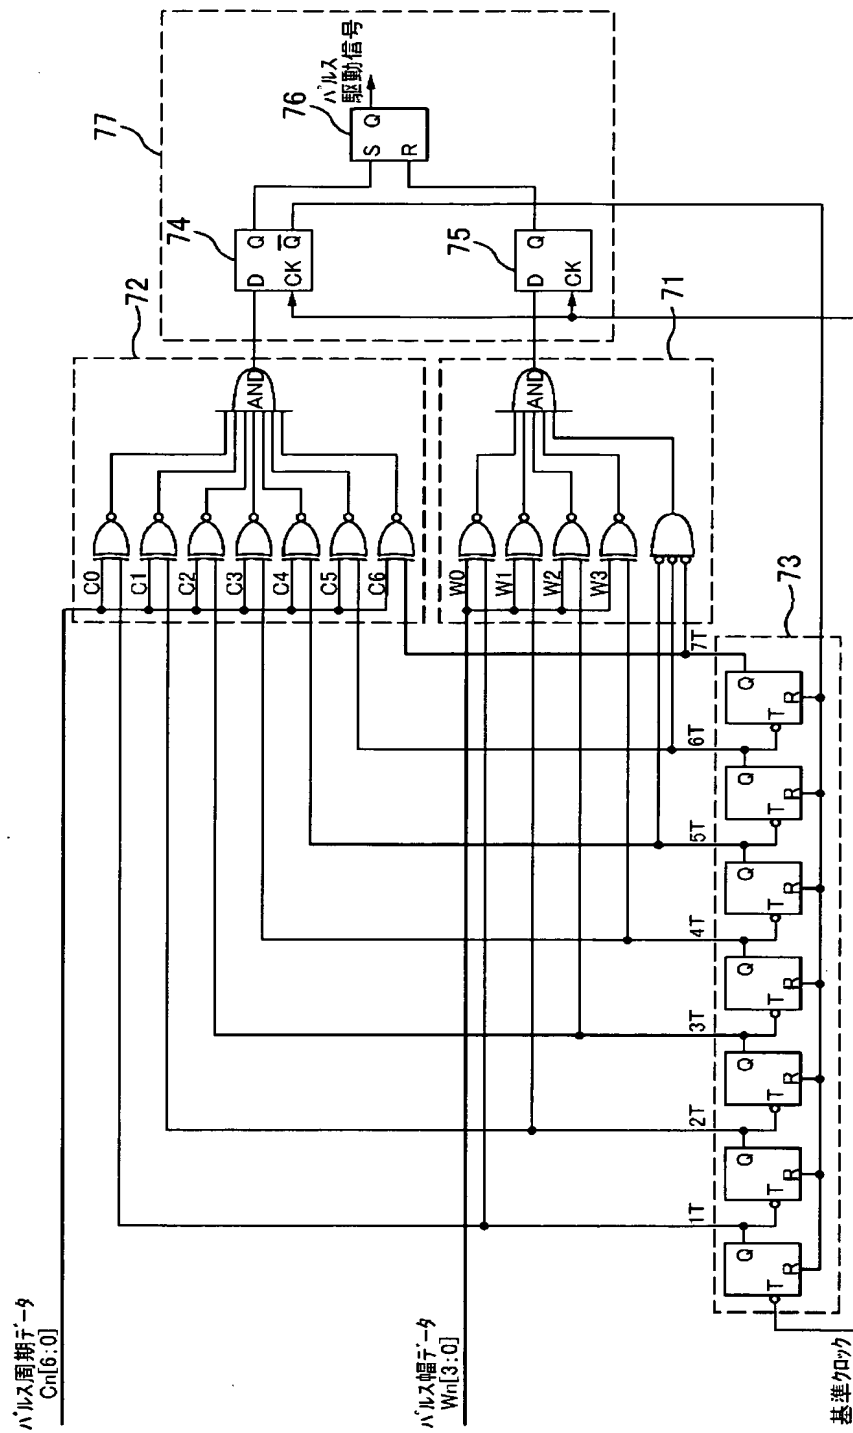 パルス周期データ
Cn[6:0]
パルス幅データ
Wn[3:0]
基準クロック
72
C0
C1
C2
C3
C4
C5
C6
AND
71
W0
W1
W2
W3
AND
77
74
D Q
CK Q̅
75
D Q
CK
76
S Q
R
パルス
駆動信号
73
1T
2T
3T
4T
5T
6T
7T
Q
T
R
Q
T
R
Q
T
R
Q
T
R
Q
T
R
Q
T
R
Q
T
R